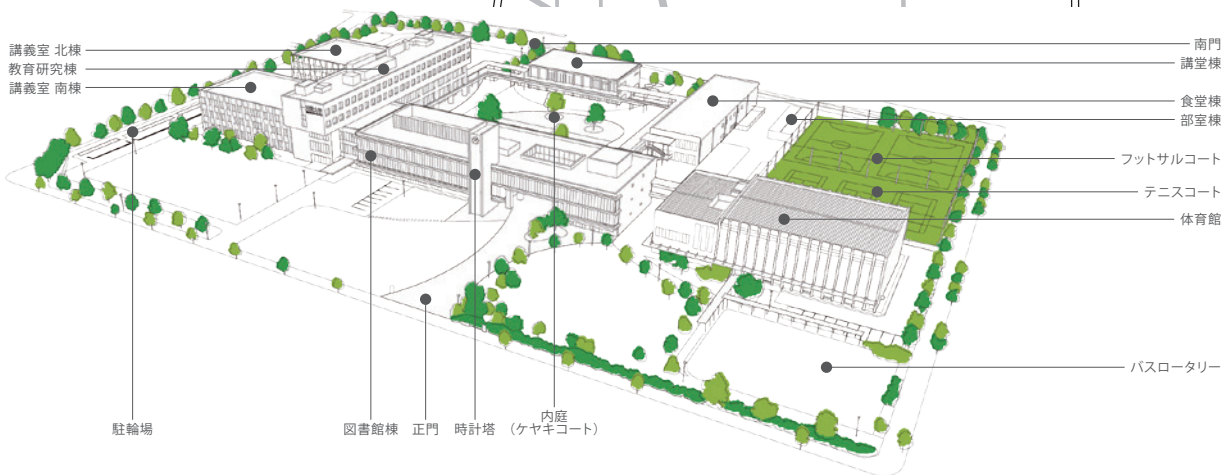 講義室 北棟
教育研究棟
講義室 南棟
南門
講堂棟
食堂棟
部室棟
フットサルコート
テニスコート
体育館
バスロータリー
駐輪場
図書館棟
正門
時計塔
内庭
（ケヤキコート）